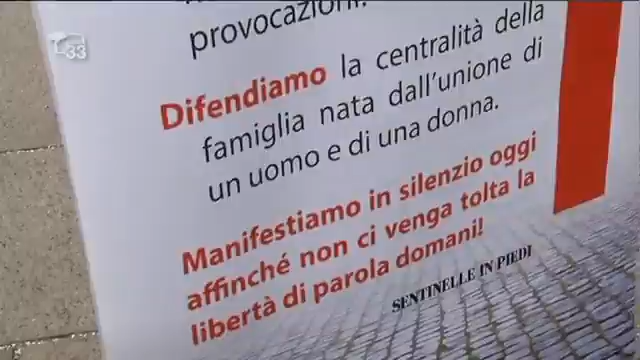 33
provocazioni.
Difendiamo la centralità della
famiglia nata dall'unione di
un uomo e di una donna.
Manifestiamo in silenzio oggi
affinché non ci venga tolta la
libertà di parola domani!
SENTINELLE IN PIEDI